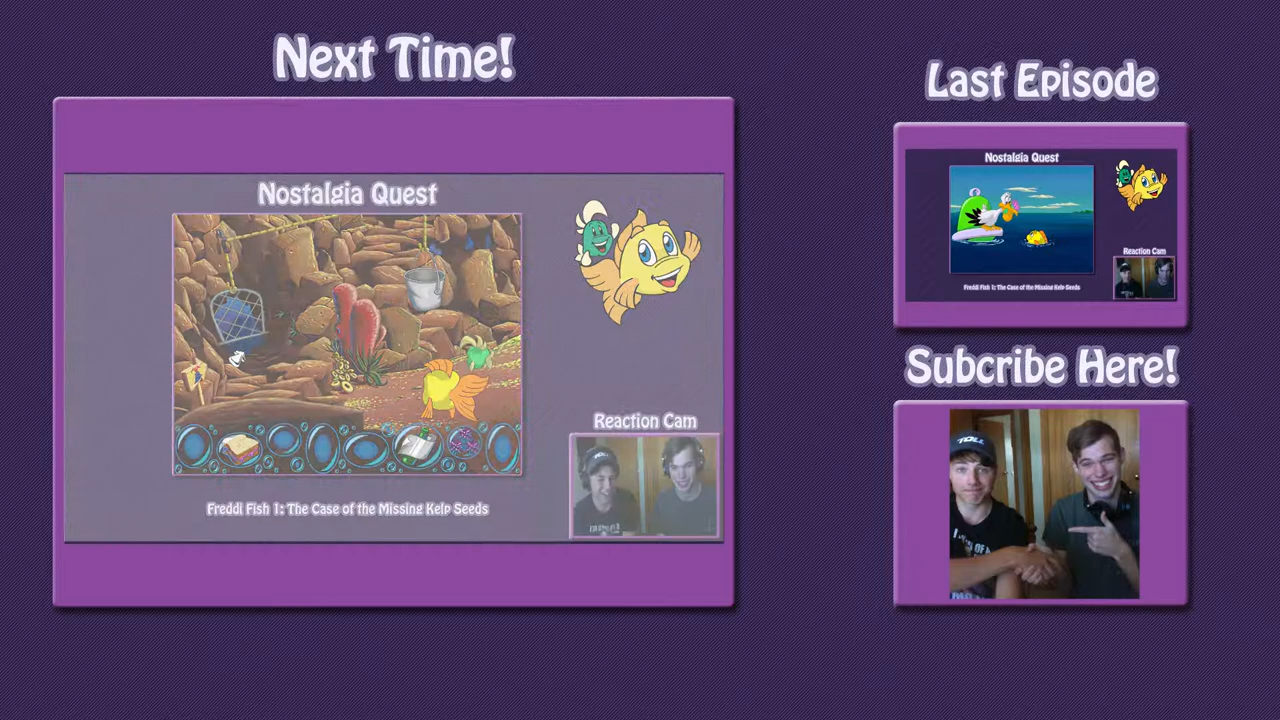 Next Time!
Nostalgia Quest
Reaction Cam
Freddi Fish 1: The Case of the Missing Kelp Seeds
Last Episode
Nostalgia Quest
Reaction Cam
Freddi Fish 1: The Case of the Missing Kelp Seeds
Subcribe Here!